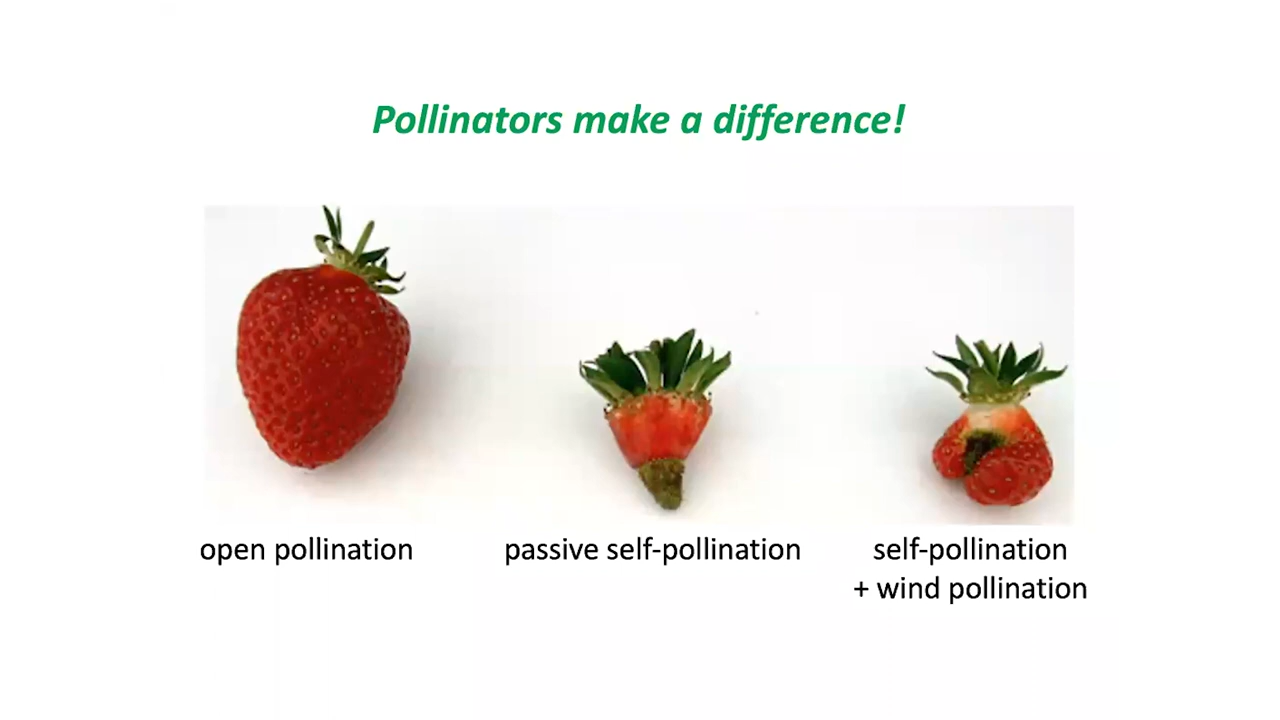 Pollinators make a difference!
open pollination
passive self-pollination
self-pollination
+ wind pollination